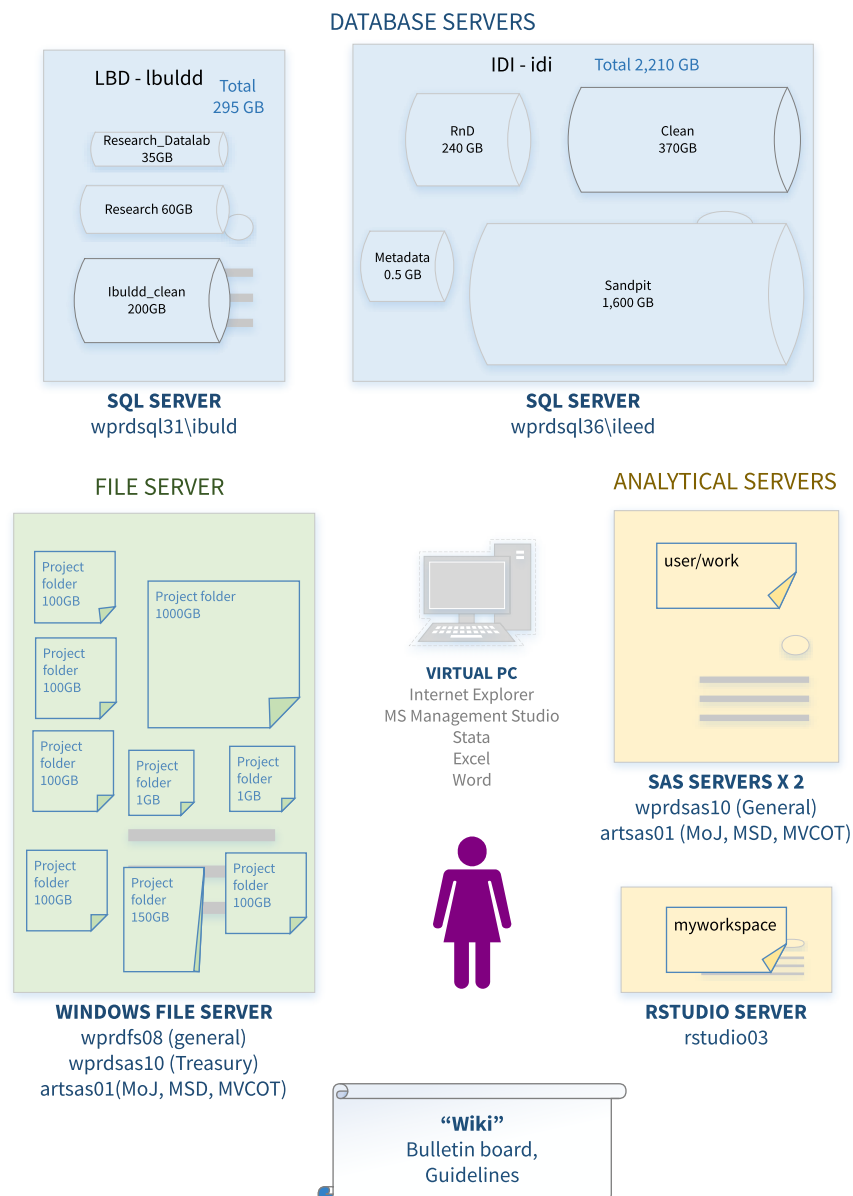 DATABASE SERVERS
LBD - lbuldd
Total
295 GB
Research_Datalab
35GB
Research 60GB
Ibuldd_clean
200GB
SQL SERVER
wprdsql31\ibuld
IDI - idi
Total 2,210 GB
RnD
240 GB
Clean
370GB
Metadata
0.5 GB
Sandpit
1,600 GB
SQL SERVER
wprdsql36\ileed
FILE SERVER
Project
folder
100GB
Project folder
1000GB
Project
folder
100GB
Project
folder
100GB
Project
folder
1GB
Project
folder
1GB
Project
folder
100GB
Project
folder
150GB
Project
folder
100GB
WINDOWS FILE SERVER
wprdfs08 (general)
wprdsas10 (Treasury)
artsas01(MoJ, MSD, MVCOT)
VIRTUAL PC
Internet Explorer
MS Management Studio
Stata
Excel
Word
ANALYTICAL SERVERS
user/work
SAS SERVERS X 2
wprdsas10 (General)
artsas01 (MoJ, MSD, MVCOT)
myworkspace
RSTUDIO SERVER
rstudio03
“Wiki”
Bulletin board,
Guidelines